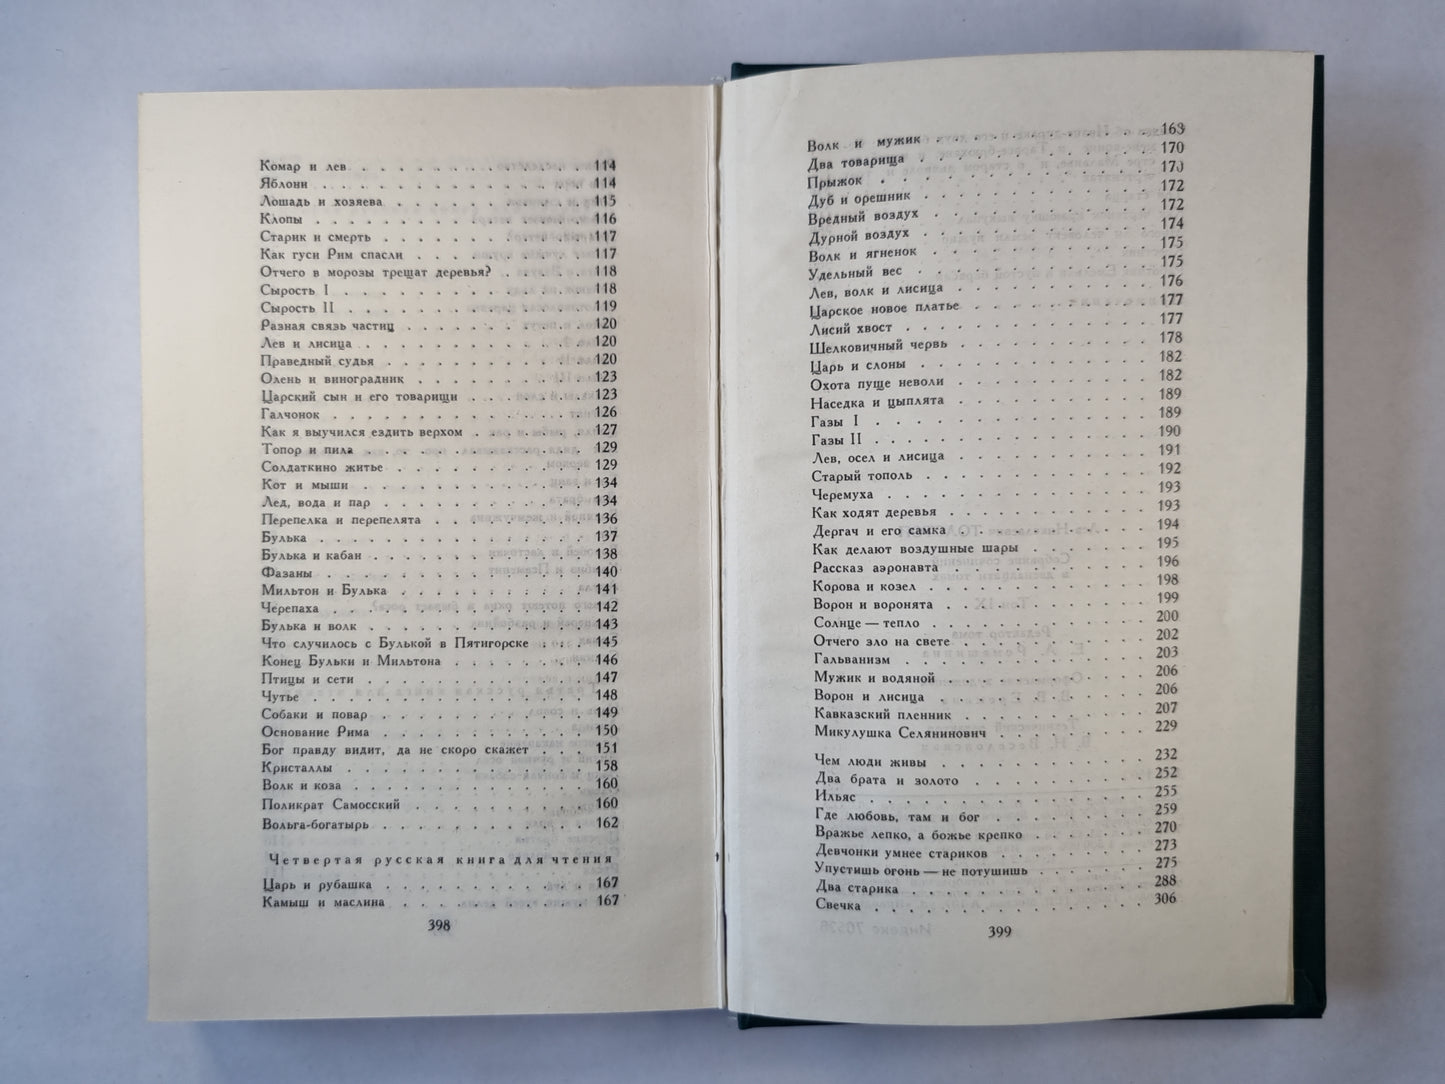 Комар и лев . . . . . . . . . . . . 114
Яблони . . . . . . . . . . . . . . 114
Лошадь и хозяева . . . . . . . . . . 115
Клопы . . . . . . . . . . . . . . 116
Старик и смерть . . . . . . . . . . . 117
Как гуси Рим спасли . . . . . . . . . 117
Отчего в морозы трещат деревья? . . . . . 118
Сырость I . . . . . . . . . . . . . 118
Сырость II . . . . . . . . . . . . . 119
Разная связь частиц . . . . . . . . . . 120
Лев и лисица . . . . . . . . . . . . 120
Праведный судья . . . . . . . . . . . 120
Олень и виноградник . . . . . . . . . 123
Царский сын и его товарищи . . . . . . . 123
Галчонок . . . . . . . . . . . . . 126
Как я выучился ездить верхом . . . . . . 127
Топор и пила . . . . . . . . . . . . 129
Солдаткино житье . . . . . . . . . . 129
Кот и мыши . . . . . . . . . . . . 134
Лед, вода и пар . . . . . . . . . . . 134
Перепелка и перепелята . . . . . . . . 136
Булька . . . . . . . . . . . . . . 137
Булька и кабан . . . . . . . . . . . 138
Фазаны . . . . . . . . . . . . . . 140
Мильтон и Булька . . . . . . . . . . 141
Черепаха . . . . . . . . . . . . . 142
Булька и волк . . . . . . . . . . . 143
Что случилось с Булькой в Пятигорске . . . 145
Конец Бульки и Мильтона . . . . . . . . 146
Птицы и сети . . . . . . . . . . . . 147
Чутье . . . . . . . . . . . . . . 148
Собаки и повар . . . . . . . . . . . 149
Основание Рима . . . . . . . . . . . 150
Бог правду видит, да не скоро скажет . . . 151
Кристаллы . . . . . . . . . . . . . 158
Волк и коза . . . . . . . . . . . . 160
Поликрат Самосский . . . . . . . . . . 160
Вольга-богатырь . . . . . . . . . . . 162
Четвертая русская книга для чтения
Царь и рубашка . . . . . . . . . . . 167
Камыш и маслина . . . . . . . . . . . 167
398
Волк и мужик . . . . . . . . . . . . 163
Два товарища . . . . . . . . . . . . 170
Прыжок . . . . . . . . . . . . . . 170
Дуб и орешник . . . . . . . . . . . 172
Вредный воздух . . . . . . . . . . . 172
Дурной воздух . . . . . . . . . . . 174
Волк и ягненок . . . . . . . . . . . 175
Удельный вес . . . . . . . . . . . . 175
Лев, волк и лисица . . . . . . . . . . 176
Царское новое платье . . . . . . . . . 177
Лисий хвост . . . . . . . . . . . . 177
Шелковичный червь . . . . . . . . . . 178
Царь и слоны . . . . . . . . . . . . 182
Охота пуще неволи . . . . . . . . . . 182
Наседка и цыплята . . . . . . . . . . 189
Газы I . . . . . . . . . . . . . . 189
Газы II . . . . . . . . . . . . . . 190
Лев, осел и лисица . . . . . . . . . . 191
Старый тополь . . . . . . . . . . . 192
Черемуха . . . . . . . . . . . . . 193
Как ходят деревья . . . . . . . . . . 193
Дергач и его самка . . . . . . . . . . 194
Как делают воздушные шары . . . . . . . 195
Рассказ аэронавта . . . . . . . . . . 196
Корова и козел . . . . . . . . . . . 198
Ворон и воронята . . . . . . . . . . 199
Солнце — тепло . . . . . . . . . . . 200
Отчего зло на свете . . . . . . . . . . 202
Гальванизм . . . . . . . . . . . . . 203
Мужик и водяной . . . . . . . . . . . 206
Ворон и лисица . . . . . . . . . . . 206
Кавказский пленник . . . . . . . . . . 207
Микулушка Селянинович . . . . . . . . 229
Чем люди живы . . . . . . . . . . . 232
Два брата и золото . . . . . . . . . . 252
Ильяс . . . . . . . . . . . . . . 255
Где любовь, там и бог . . . . . . . . . 259
Вражье лепко, а божье крепко . . . . . . 270
Девчонки умнее стариков . . . . . . . . 273
Упустишь огонь — не потушишь . . . . . . 275
Два старика . . . . . . . . . . . . 288
Свечка . . . . . . . . . . . . . . 306
399